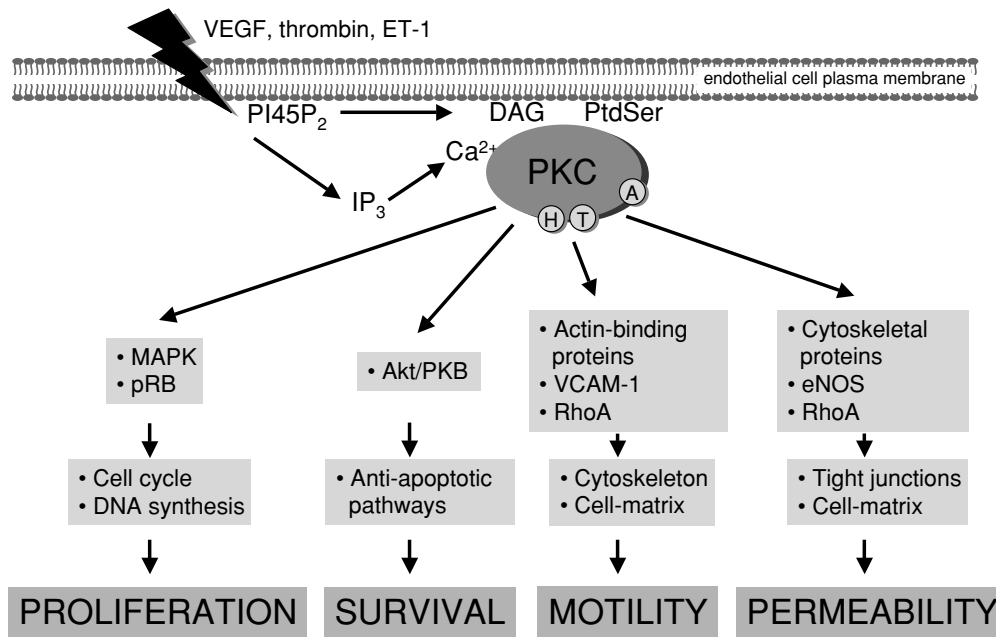 VEGF, thrombin, ET-1
endothelial cell plasma membrane
PI45P₂
DAG
PtdSer
Ca²⁺
PKC
IP₃
A
H
T
• MAPK
• pRB
• Akt/PKB
• Actin-binding
proteins
• VCAM-1
• RhoA
• Cytoskeletal
proteins
• eNOS
• RhoA
• Cell cycle
• DNA synthesis
• Anti-apoptotic
pathways
• Cytoskeleton
• Cell-matrix
• Tight junctions
• Cell-matrix
PROLIFERATION
SURVIVAL
MOTILITY
PERMEABILITY